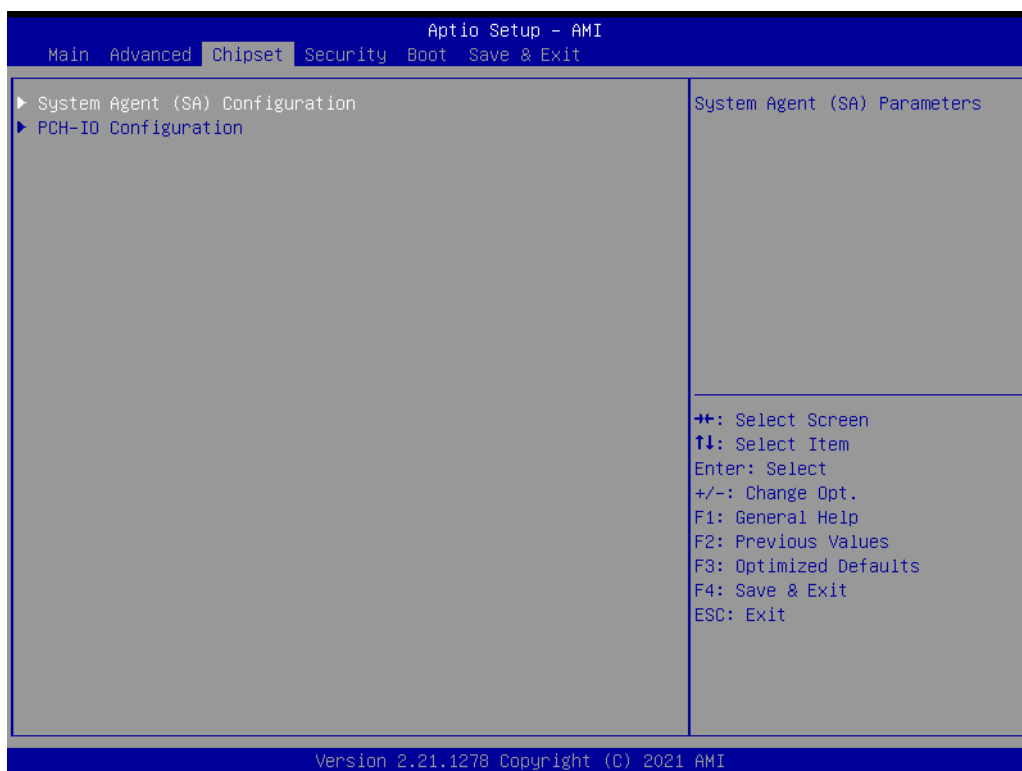 Aptio Setup – AMI
Main Advanced Chipset Security Boot Save & Exit
▶ System Agent (SA) Configuration
▶ PCH-IO Configuration
System Agent (SA) Parameters
→←: Select Screen
↑↓: Select Item
Enter: Select
+/-: Change Opt.
F1: General Help
F2: Previous Values
F3: Optimized Defaults
F4: Save & Exit
ESC: Exit
Version 2.21.1278 Copyright (C) 2021 AMI